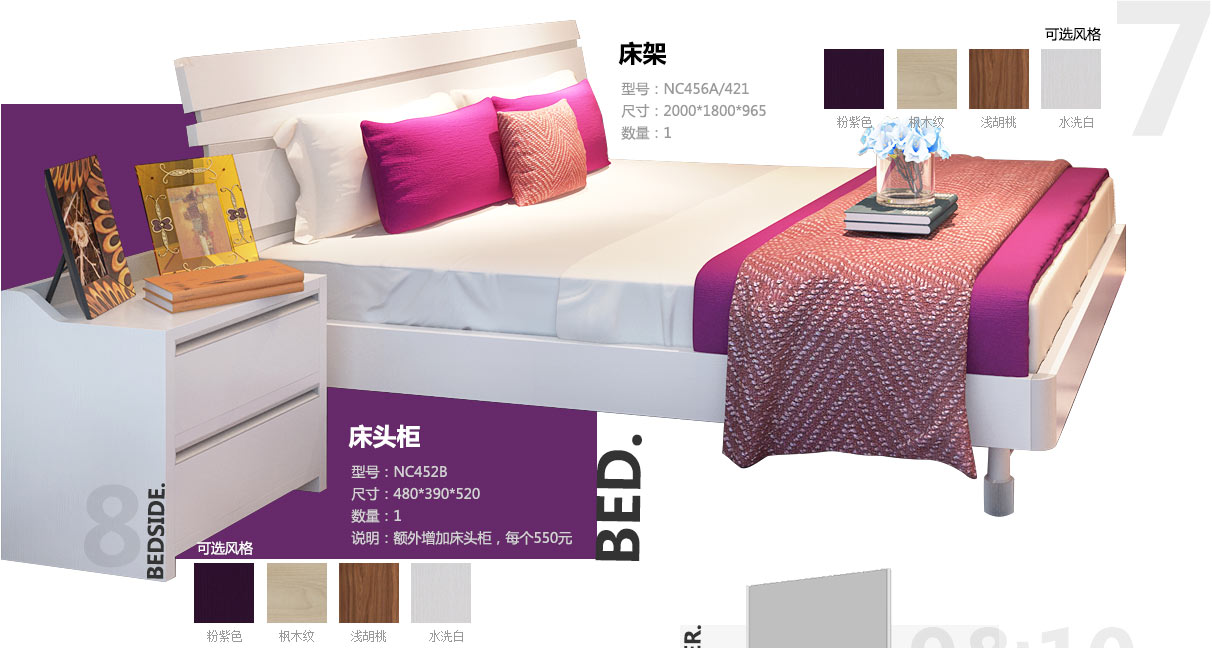 7
床架
型号：NC456A/421
尺寸：2000*1800*965
数量：1
可选风格
粉紫色
枫木纹
浅胡桃
水洗白
床头柜
型号：NC452B
尺寸：480*390*520
数量：1
说明：额外增加床头柜，每个550元
BED.
8
BEDSIDE.
可选风格
粉紫色
枫木纹
浅胡桃
水洗白